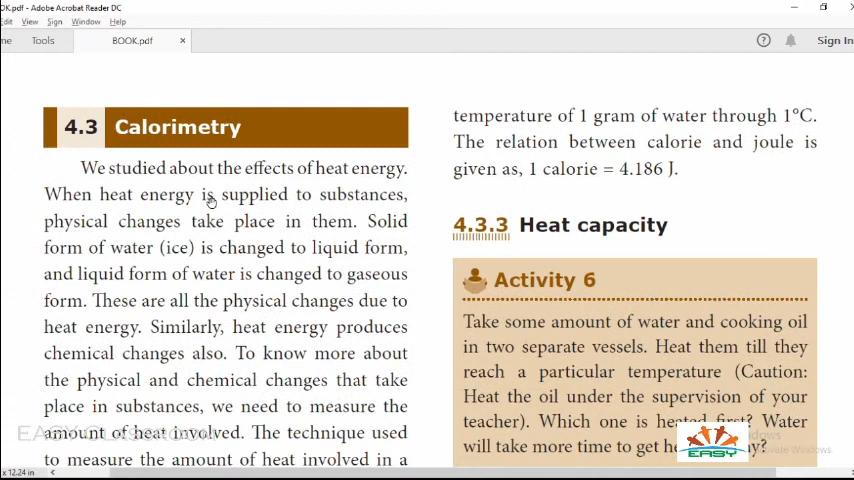 OK.pdf - Adobe Acrobat Reader DC
Edit View Sign Window Help
me Tools BOOK.pdf × Sign In
4.3 Calorimetry
We studied about the effects of heat energy.
When heat energy is supplied to substances,
physical changes take place in them. Solid
form of water (ice) is changed to liquid form,
and liquid form of water is changed to gaseous
form. These are all the physical changes due to
heat energy. Similarly, heat energy produces
chemical changes also. To know more about
the physical and chemical changes that take
place in substances, we need to measure the
amount of heat involved. The technique used
to measure the amount of heat involved in a
temperature of 1 gram of water through 1°C.
The relation between calorie and joule is
given as, 1 calorie = 4.186 J.
4.3.3 Heat capacity
Activity 6
Take some amount of water and cooking oil
in two separate vessels. Heat them till they
reach a particular temperature (Caution:
Heat the oil under the supervision of your
teacher). Which one is heated first? Water
will take more time to get
EASY
EASY
x 12.24 in